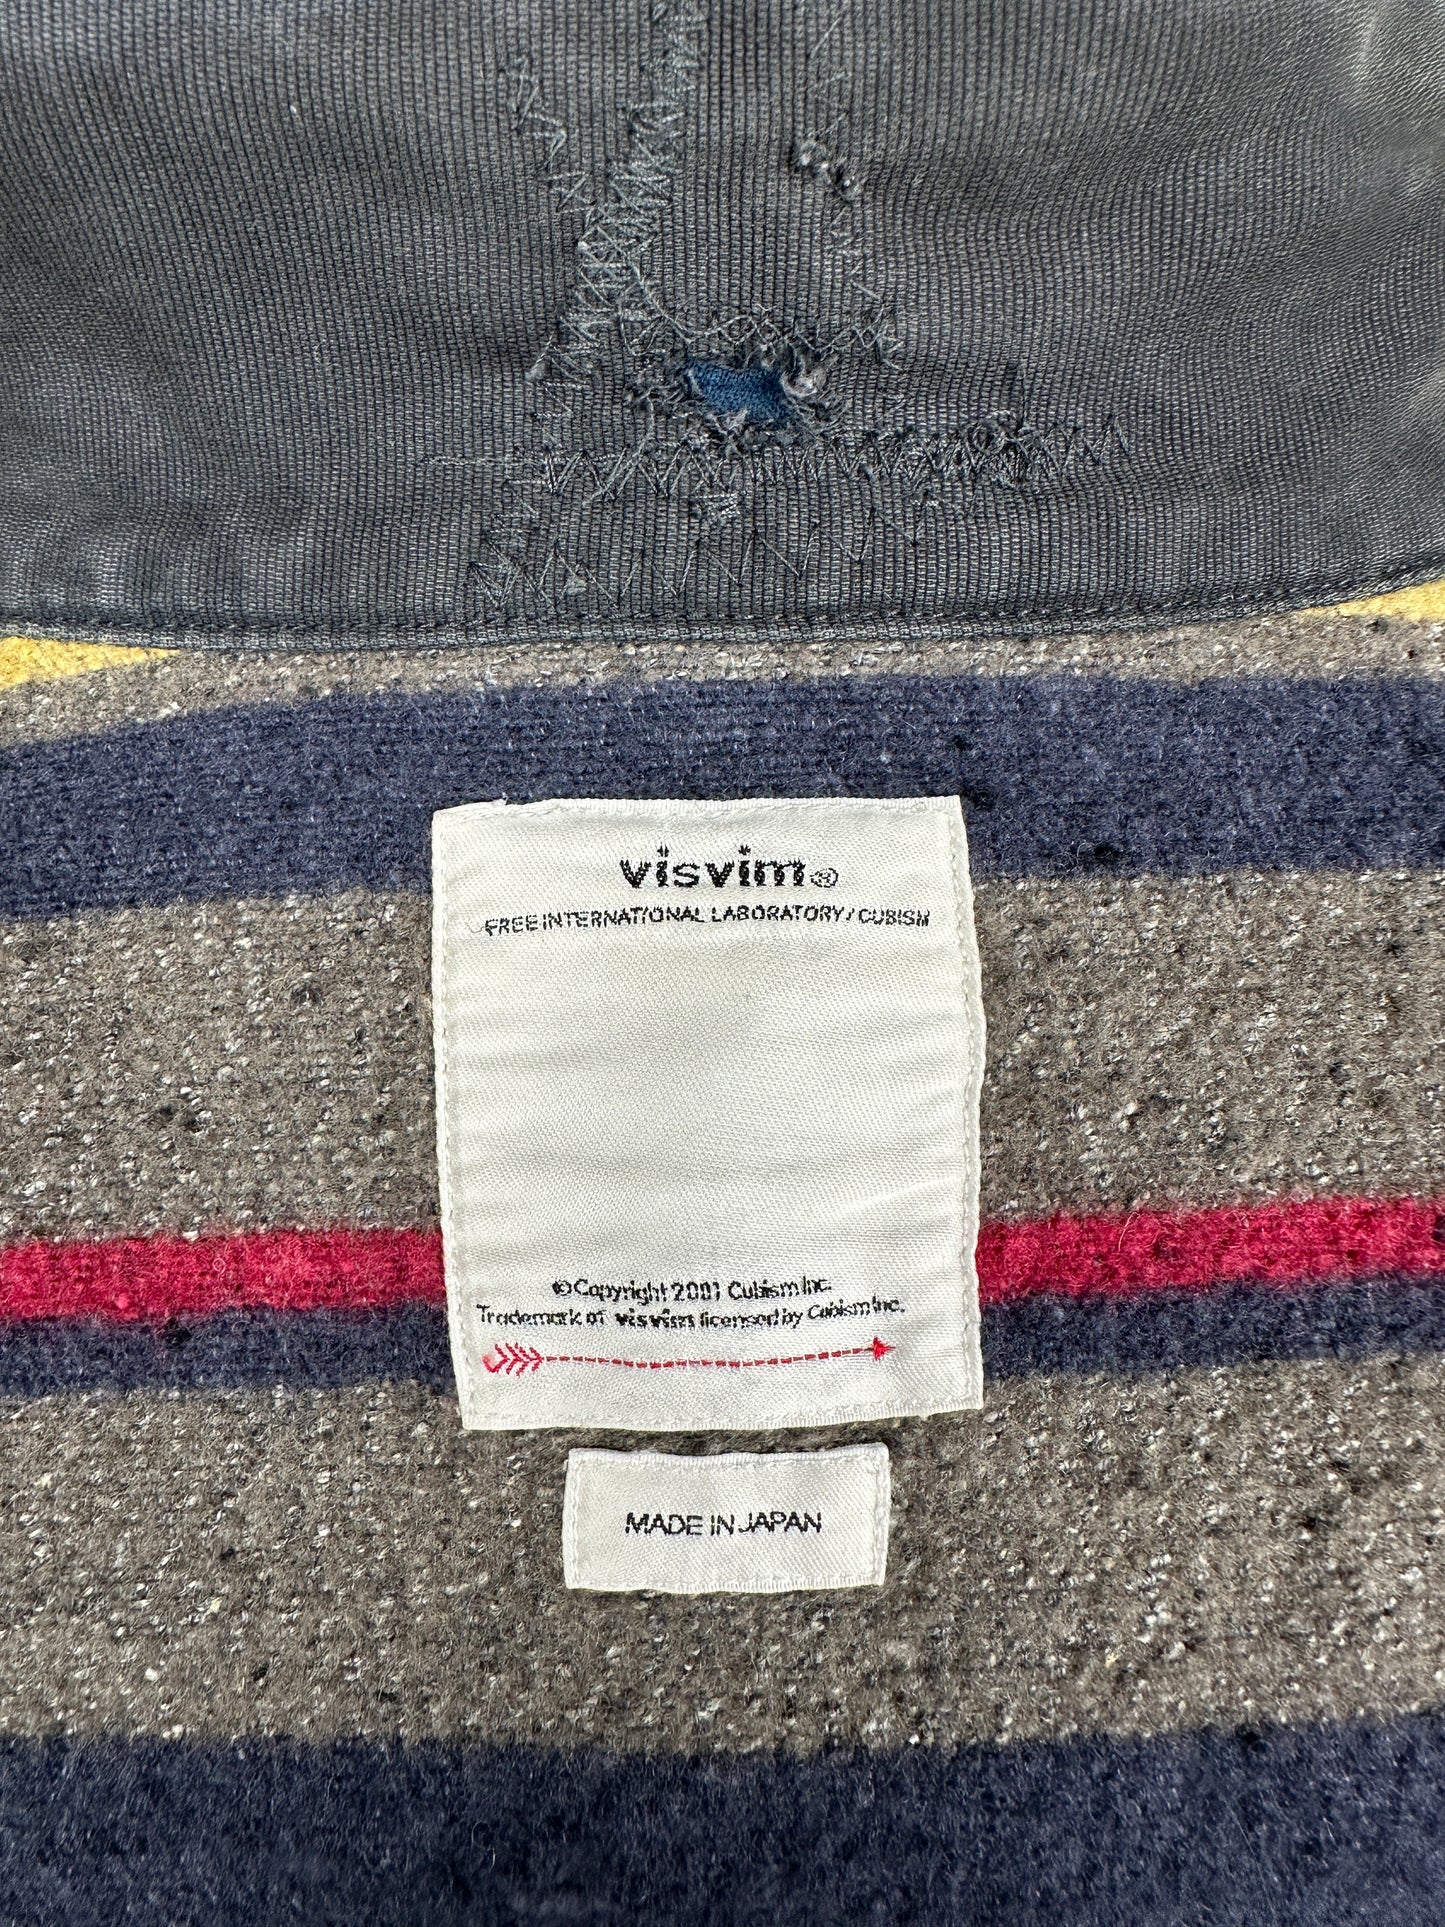 visvim®
FREE INTERNATIONAL LABORATORY / CUBISM
©Copyright 2001 Cubism Inc.
Trademark of visvim licensed by Cubism Inc.
MADE IN JAPAN